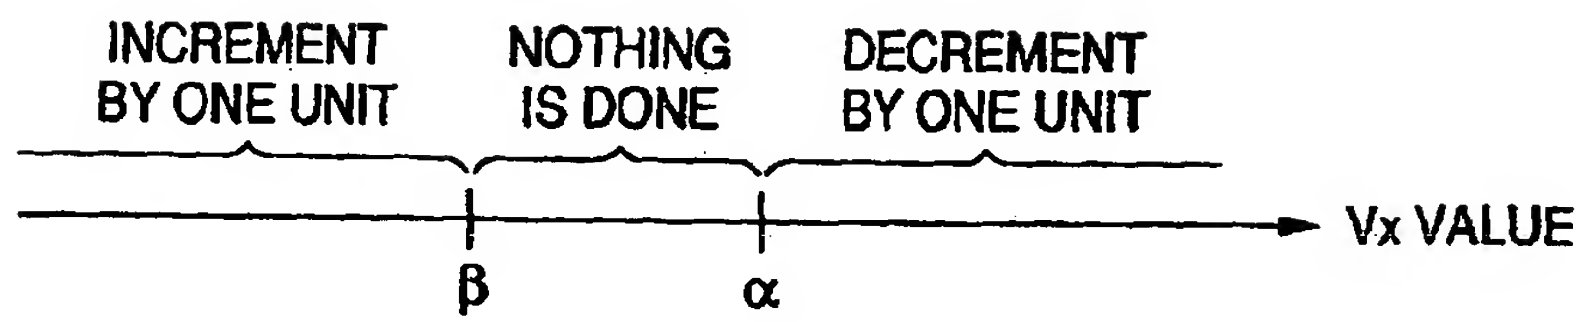 INCREMENT
BY ONE UNIT
NOTHING
IS DONE
DECREMENT
BY ONE UNIT
Vx VALUE
β
α